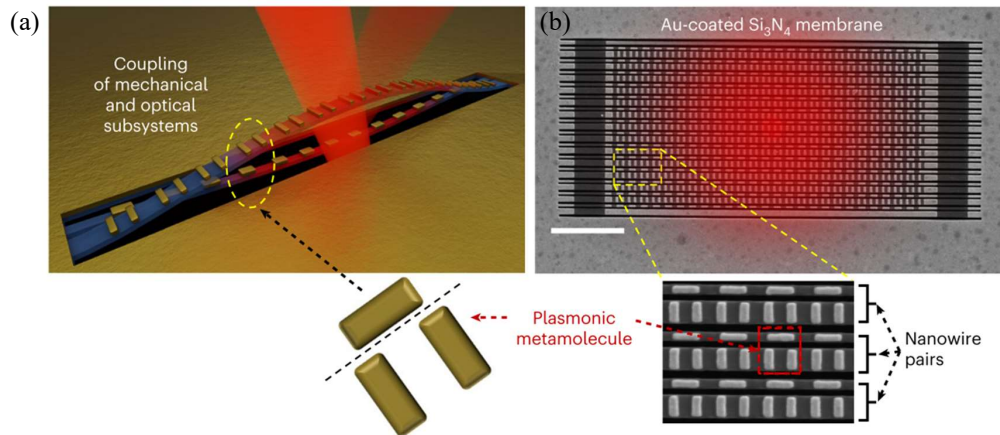 (a)
Coupling
of mechanical
and optical
subsystems
(b)
Au-coated Si₃N₄ membrane
Plasmonic
metamolecule
Nanowire
pairs